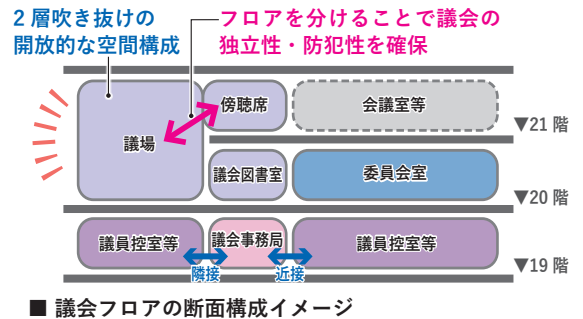 2層吹き抜けの
開放的な空間構成
フロアを分けることで議会の
独立性・防犯性を確保
議場
傍聴席
会議室等
▼21階
議会図書室
委員会室
▼20階
議員控室等
議会事務局
議員控室等
隣接
近接
▼19階
■ 議会フロアの断面構成イメージ